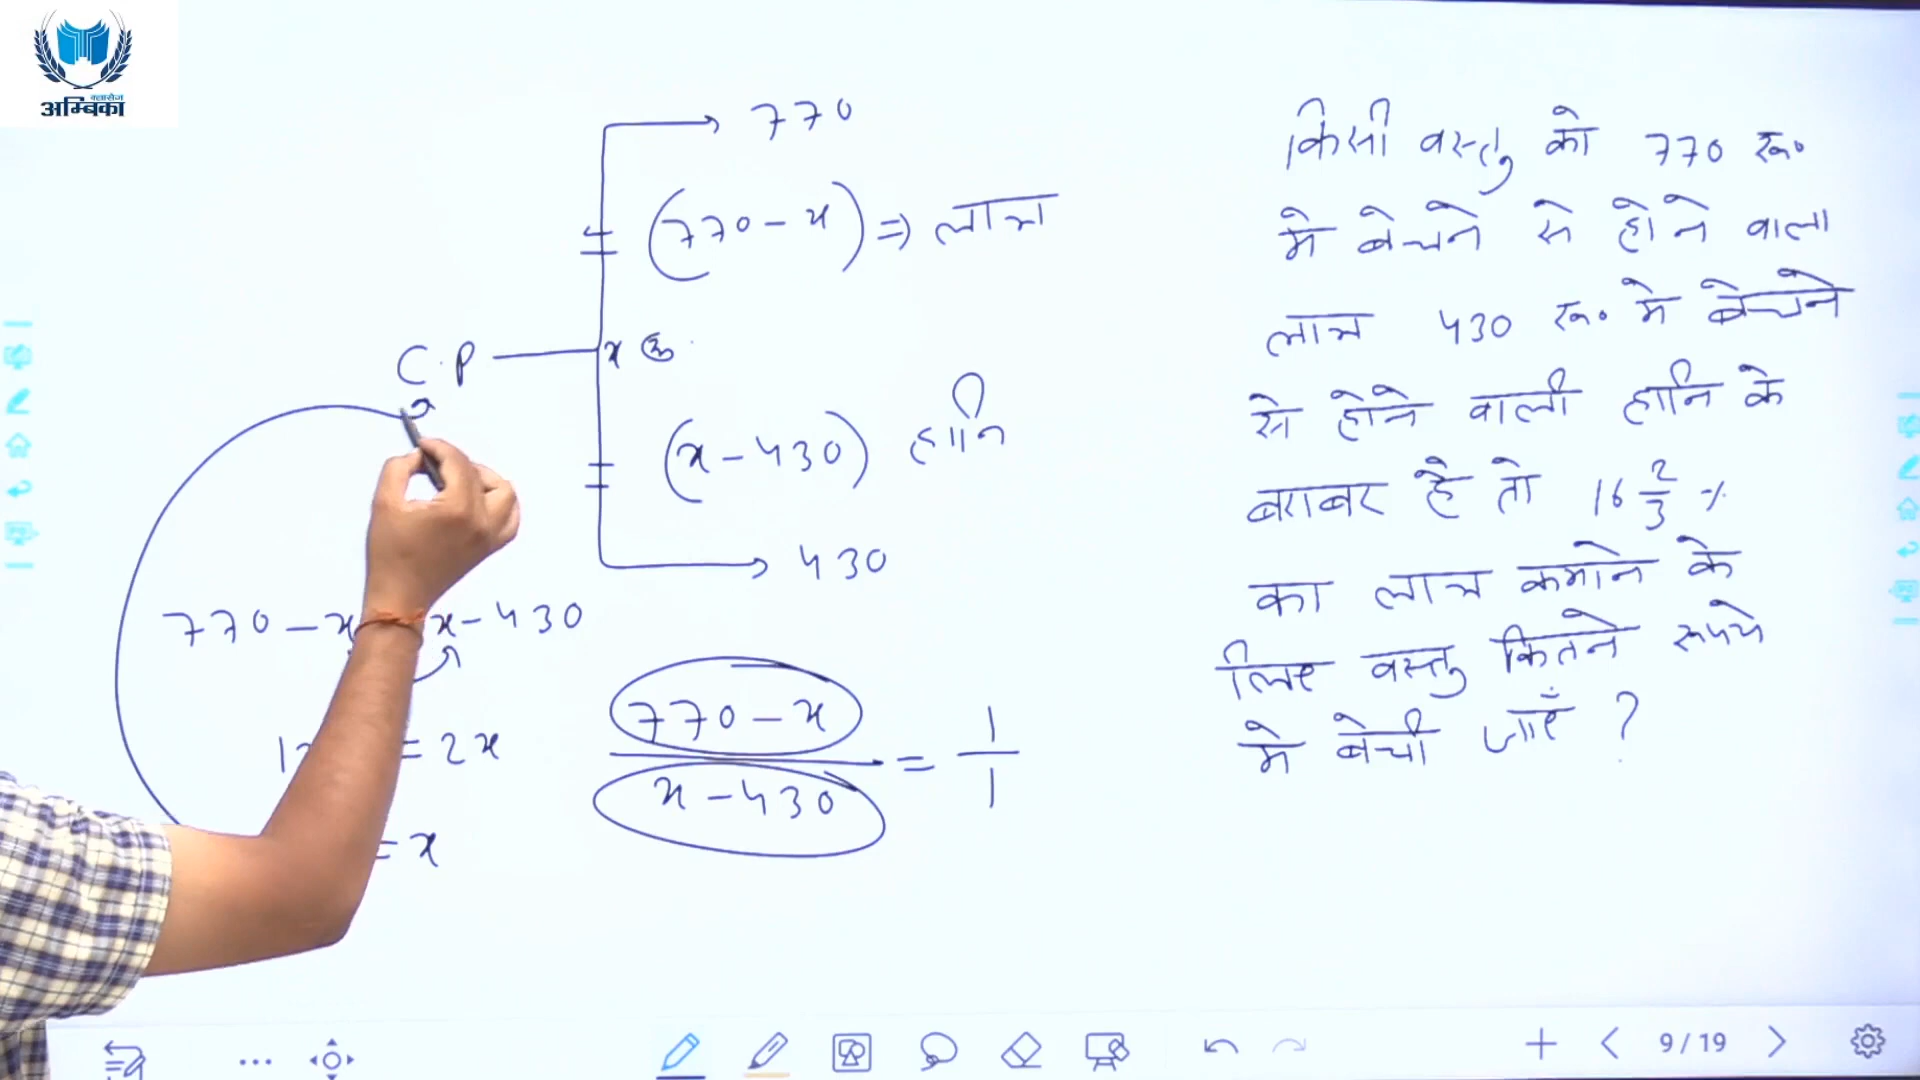 क्लासेज
अम्बिका
770
(770 - x) ⇒ लाभ
C.P
x ₹
(x - 430) हानि
430
770 - x x - 430
= 2x
= x
770 - x
x - 430
= 1/1
किसी वस्तु को 770 रू०
मे बेचने से होने वाला
लाभ 430 रू० मे बेचने
से होने वाली हानि के
बराबर है तो 16 2/3 %
का लाभ कमाने के
लिए वस्तु कितने रूपये
मे बेची जाएँ ?
9/19